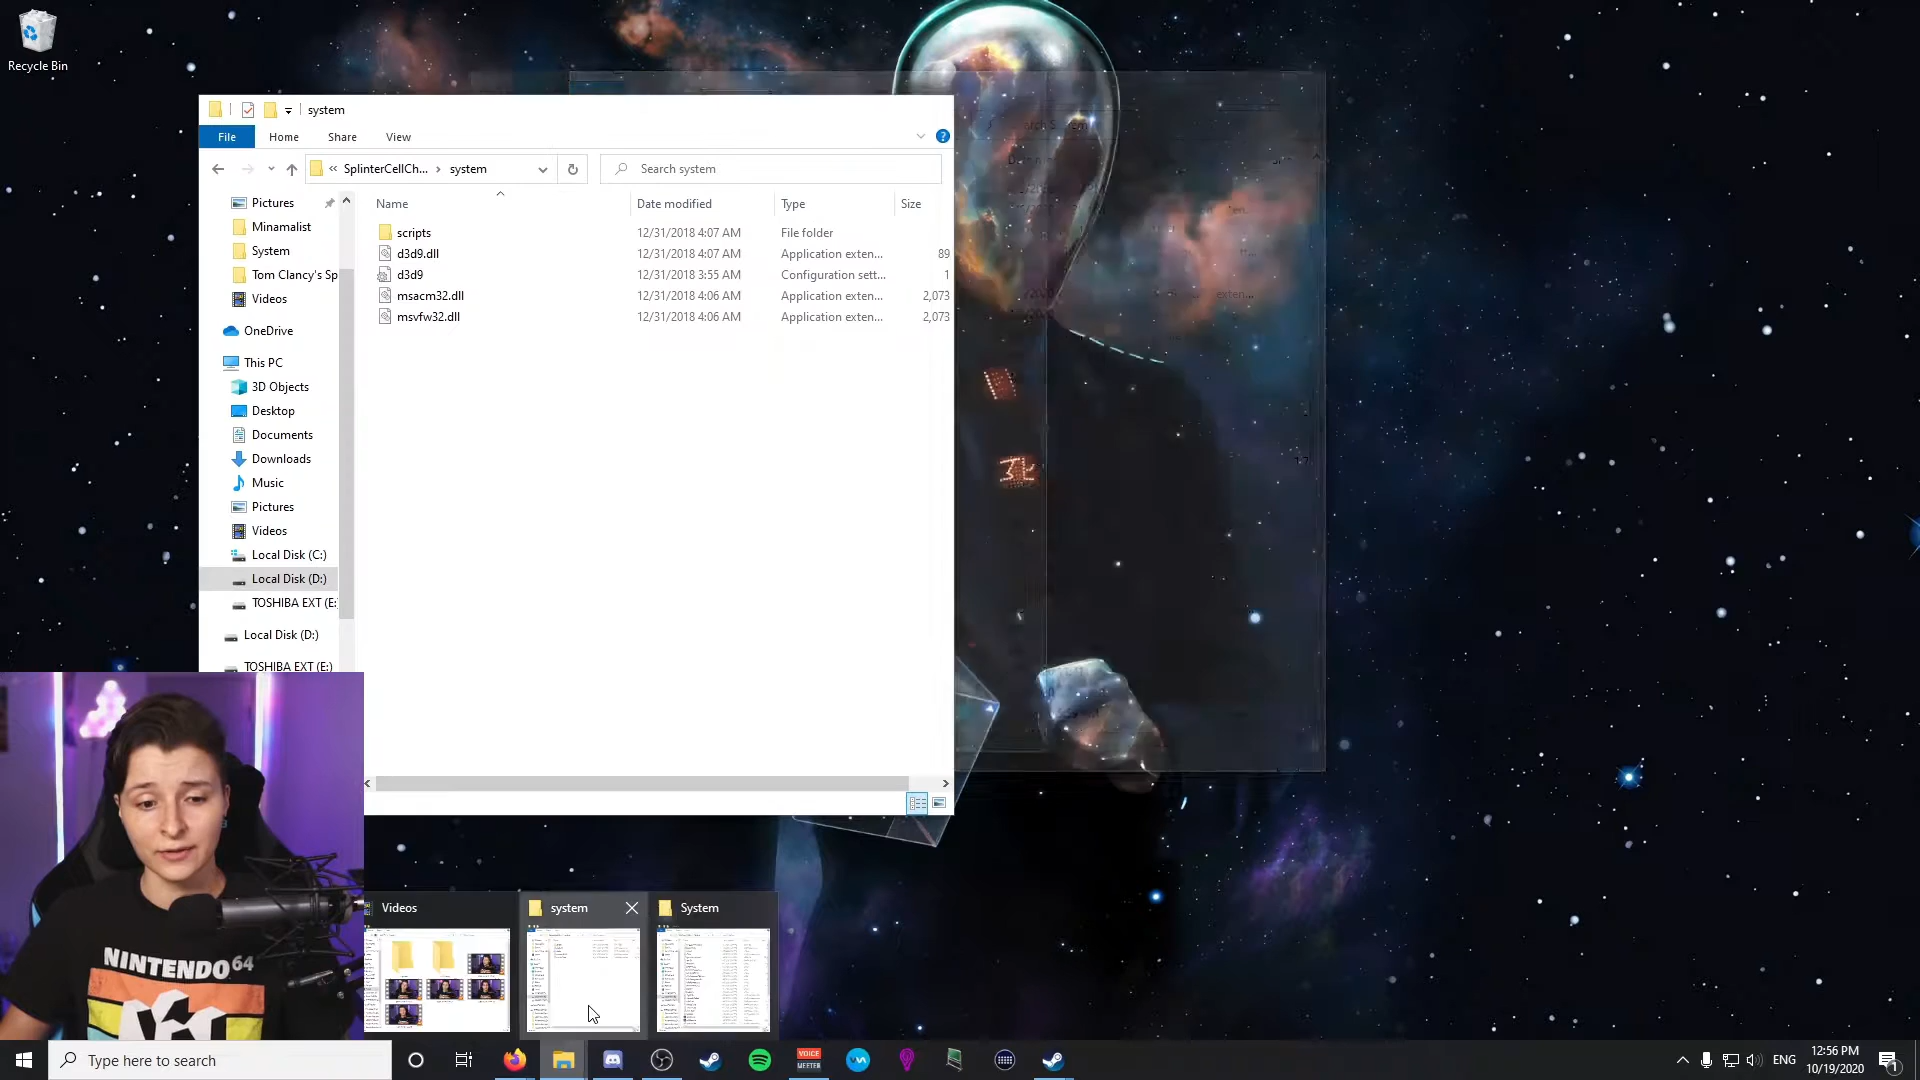 Recycle Bin
system
File
Home
Share
View
«
SplinterCellCh...
system
Search system
Name
Date modified
Type
Size
Pictures
Minamalist
System
Tom Clancy's Sp
Videos
OneDrive
This PC
3D Objects
Desktop
Documents
Downloads
Music
Pictures
Videos
Local Disk (C:)
Local Disk (D:)
TOSHIBA EXT (E:
Local Disk (D:)
TOSHIBA EXT (E:)
scripts 12/31/2018 4:07 AM File folder
d3d9.dll 12/31/2018 4:07 AM Application exten... 89
d3d9 12/31/2018 3:55 AM Configuration sett... 1
msacm32.dll 12/31/2018 4:06 AM Application exten... 2,073
msvfw32.dll 12/31/2018 4:06 AM Application exten... 2,073
NINTENDO 64
Videos
system
System
Type here to search
VOICE
MEETER
ENG
12:56 PM
10/19/2020
1